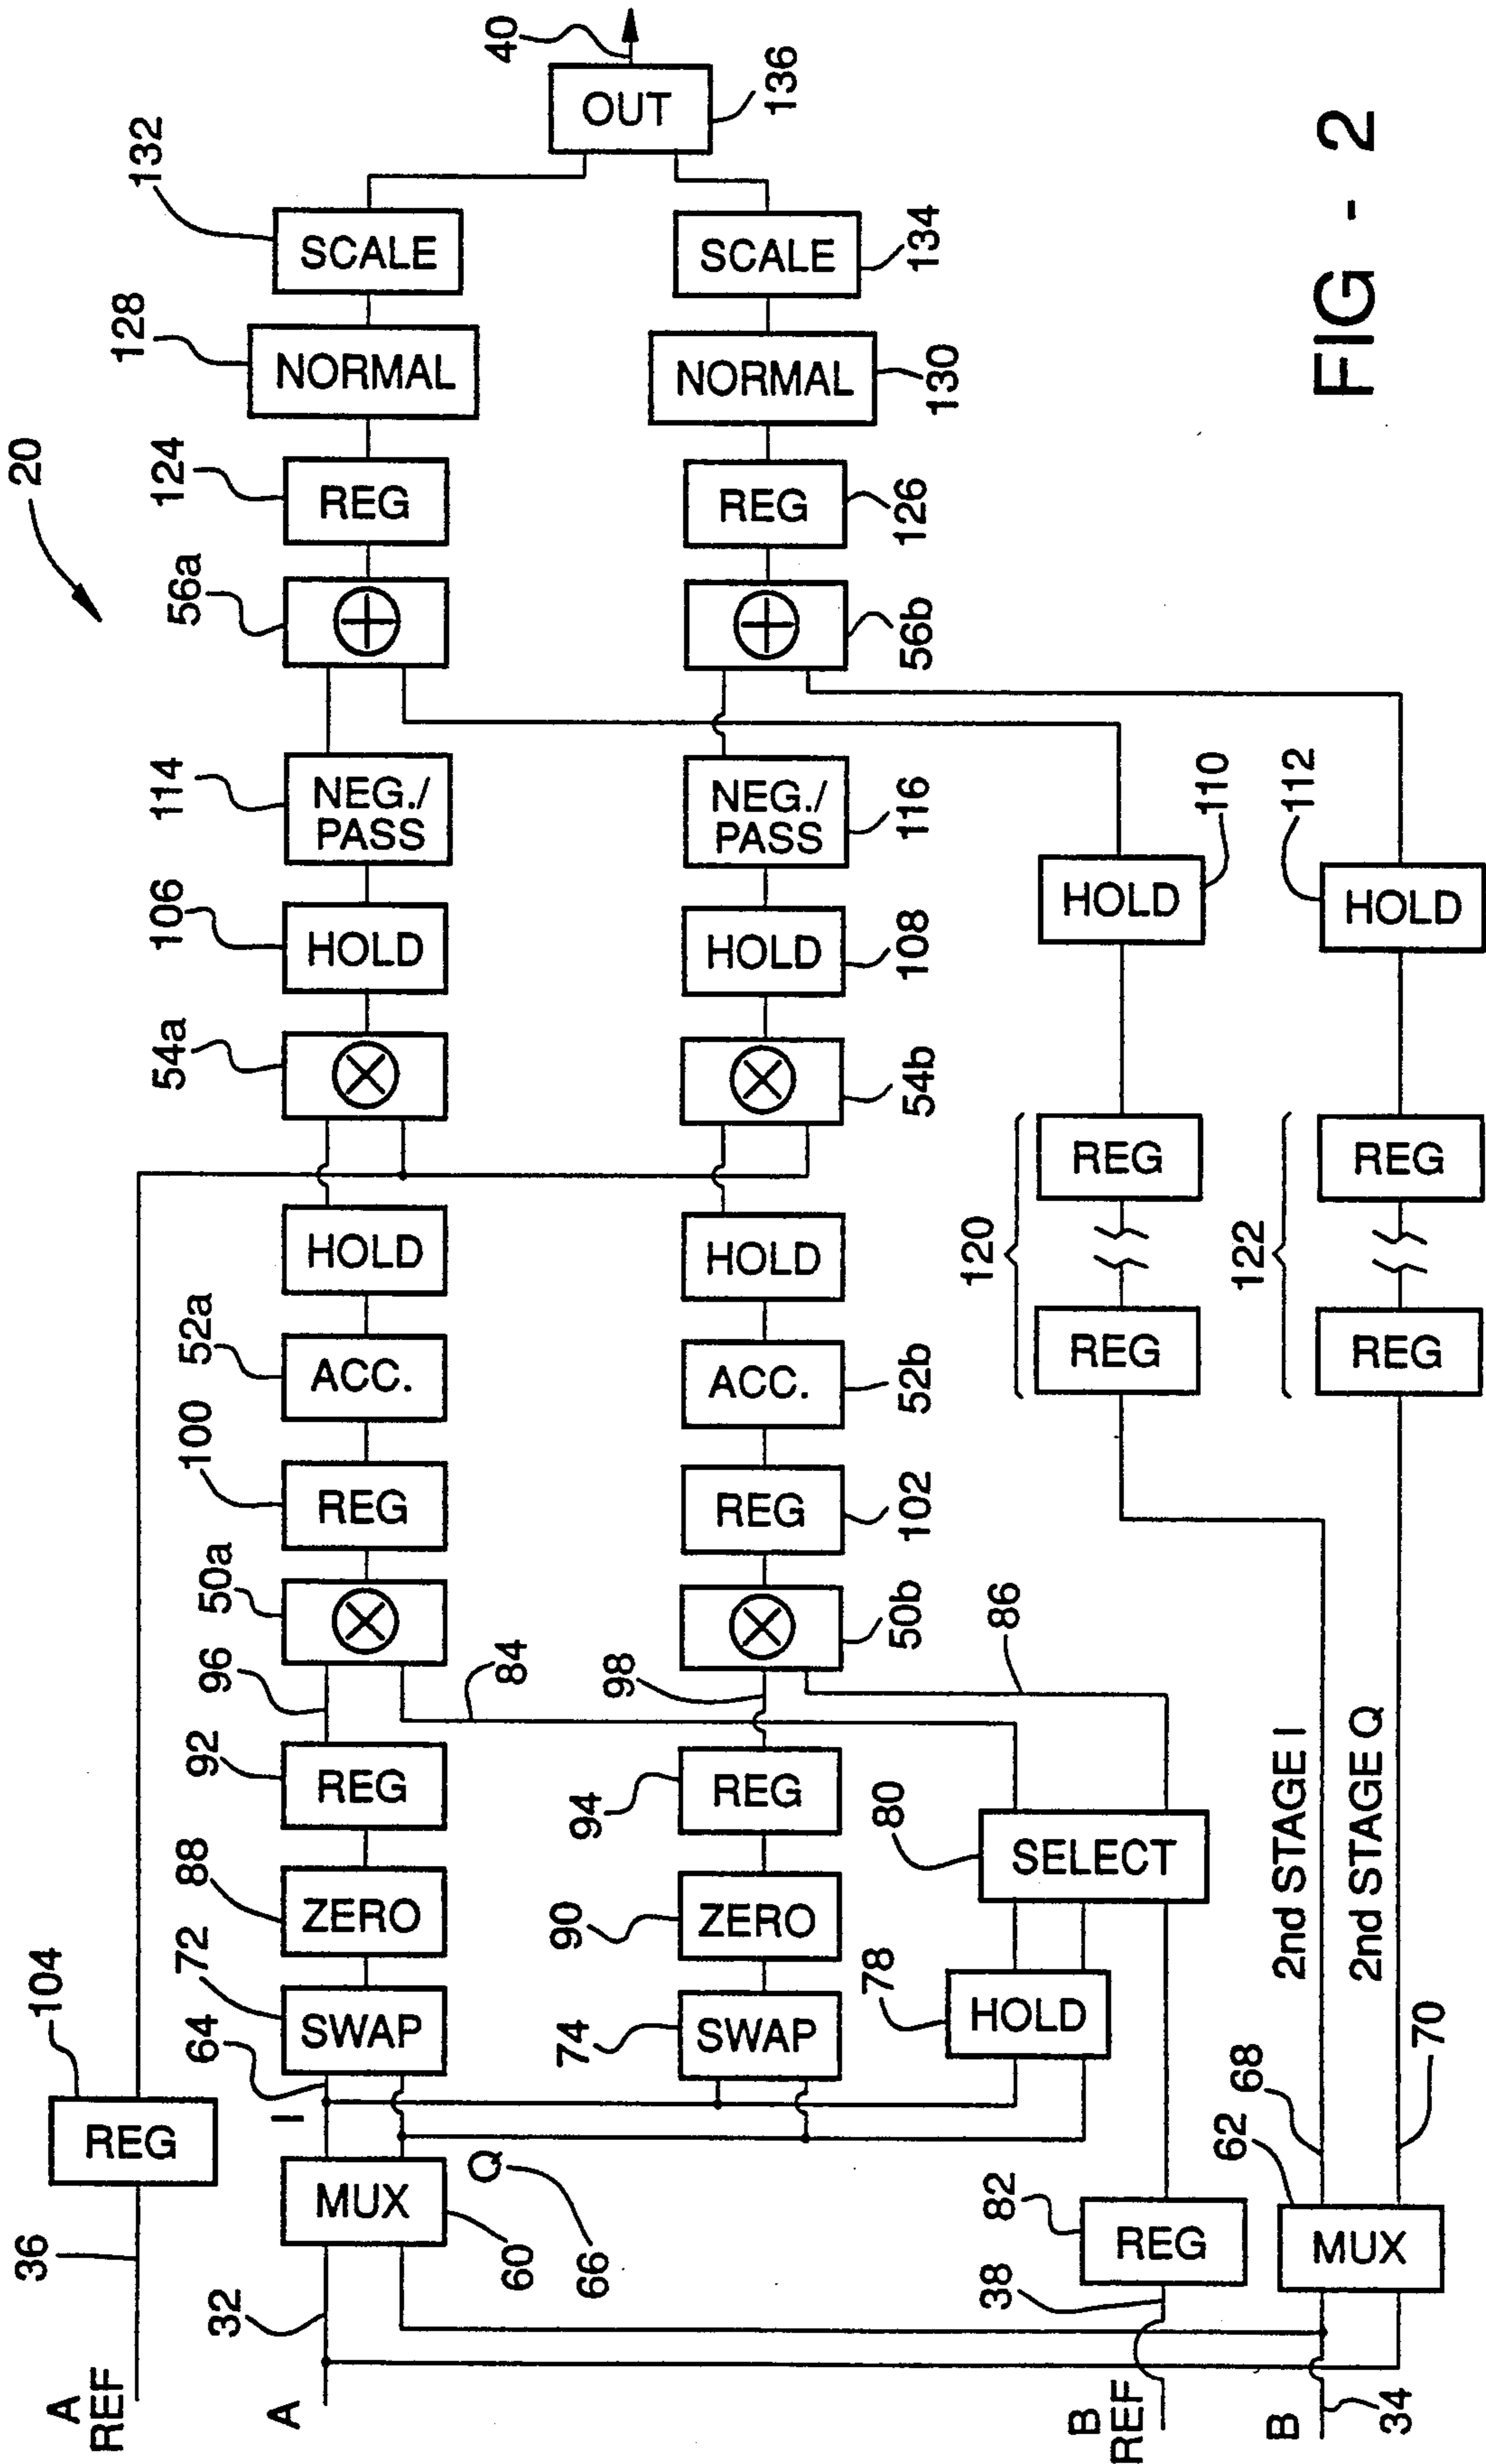 FIG - 2
20
A
REF
36
REG
104
A
32
MUX
60
I
64
Q
66
SWAP
72
ZERO
88
REG
92
96
84
50a
REG
100
ACC.
52a
HOLD
54a
HOLD
106
NEG./
PASS
114
56a
REG
124
NORMAL
128
SCALE
132
OUT
136
40
SWAP
74
ZERO
90
REG
94
98
50b
REG
102
ACC.
52b
HOLD
54b
HOLD
108
NEG./
PASS
116
56b
REG
126
NORMAL
130
SCALE
134
HOLD
78
SELECT
80
86
B
REF
38
REG
82
B
34
MUX
62
68
70
2nd STAGE I
2nd STAGE Q
REG
REG
120
HOLD
110
REG
REG
122
HOLD
112